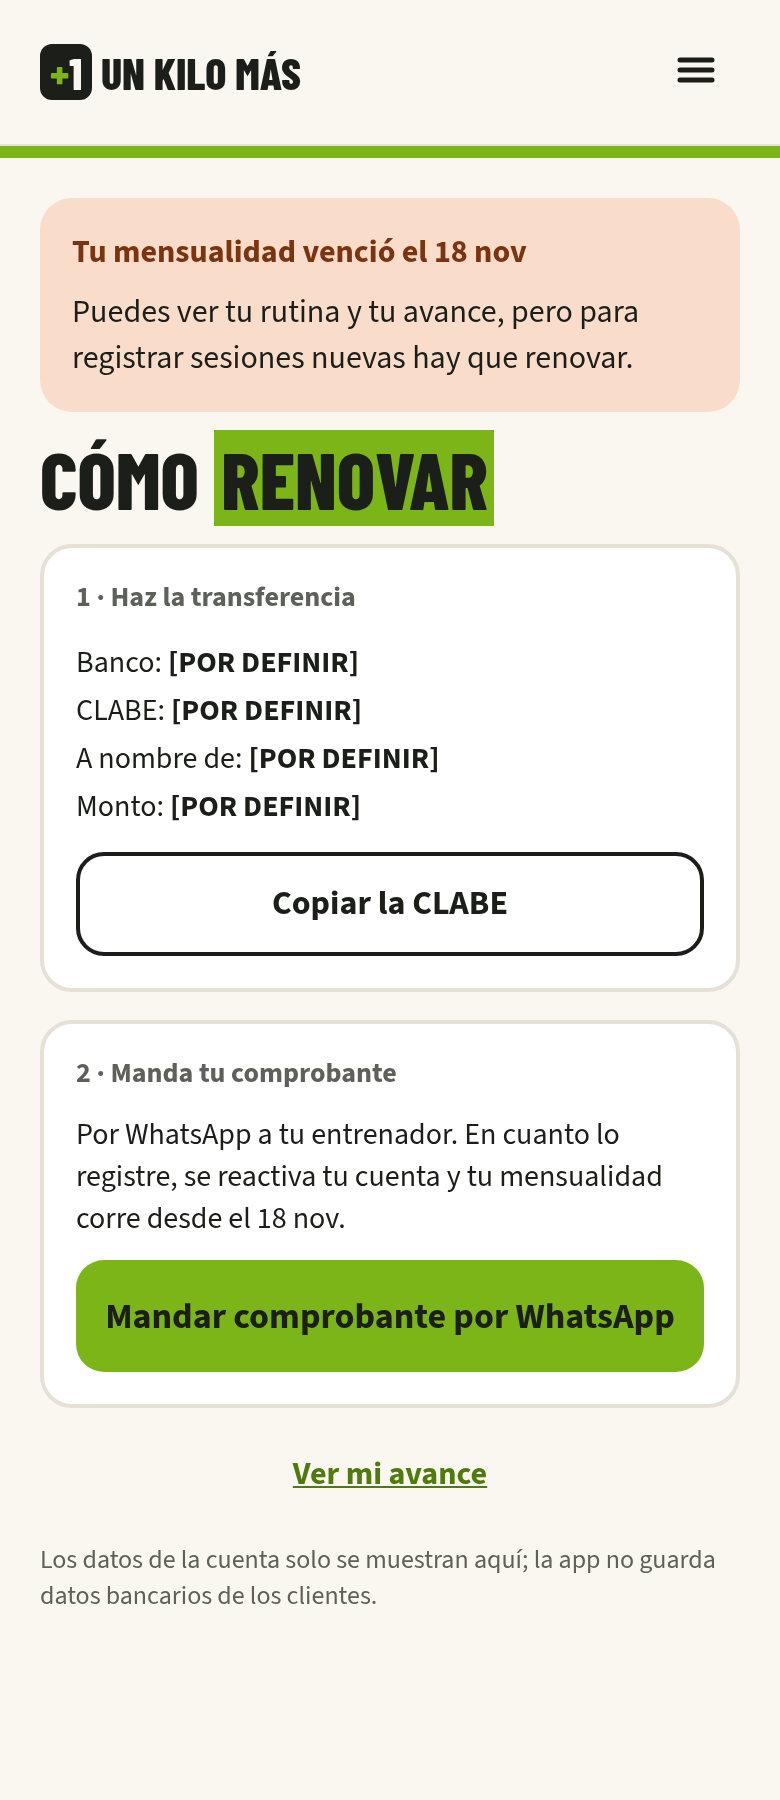 +1 UN KILO MÁS
Tu mensualidad venció el 18 nov
Puedes ver tu rutina y tu avance, pero para
registrar sesiones nuevas hay que renovar.
CÓMO RENOVAR
1 · Haz la transferencia
Banco: [POR DEFINIR]
CLABE: [POR DEFINIR]
A nombre de: [POR DEFINIR]
Monto: [POR DEFINIR]
Copiar la CLABE
2 · Manda tu comprobante
Por WhatsApp a tu entrenador. En cuanto lo
registre, se reactiva tu cuenta y tu mensualidad
corre desde el 18 nov.
Mandar comprobante por WhatsApp
Ver mi avance
Los datos de la cuenta solo se muestran aquí; la app no guarda
datos bancarios de los clientes.